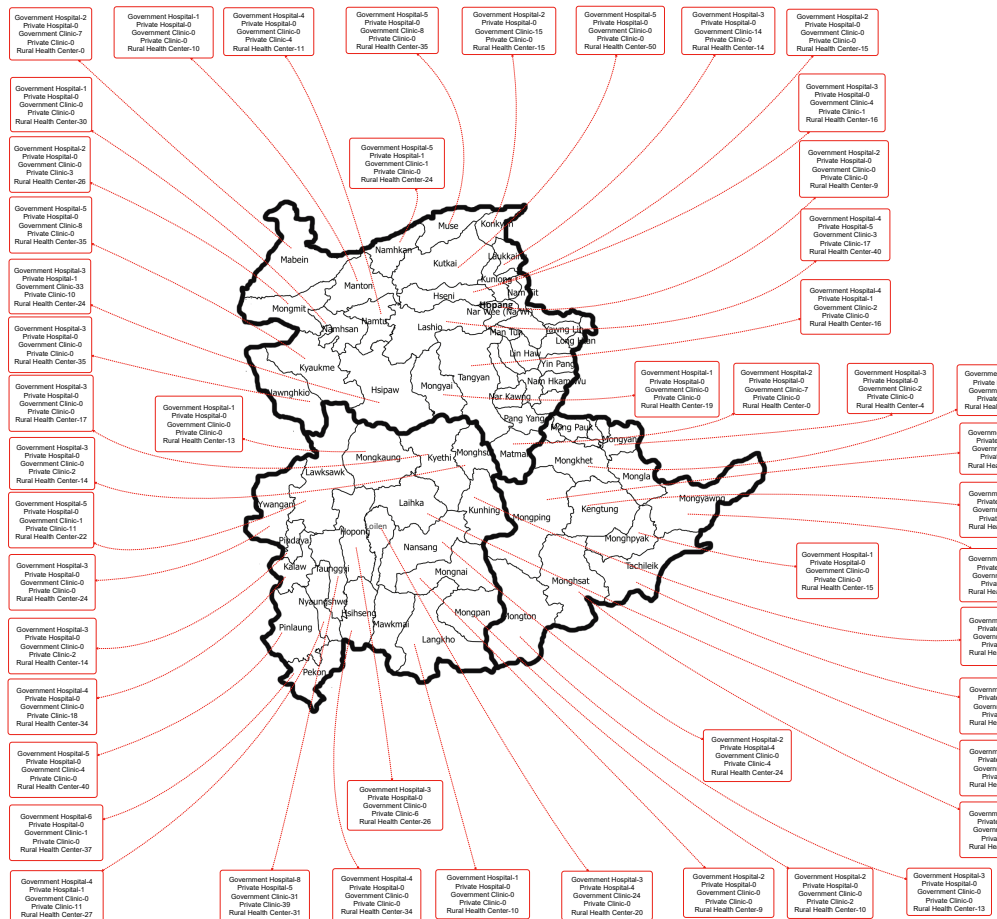 Government Hospital-2
Private Hospital-0
Government Clinic-7
Private Clinic-0
Rural Health Center-0
Government Hospital-1
Private Hospital-0
Government Clinic-0
Private Clinic-0
Rural Health Center-10
Government Hospital-4
Private Hospital-0
Government Clinic-0
Private Clinic-4
Rural Health Center-11
Government Hospital-5
Private Hospital-0
Government Clinic-8
Private Clinic-0
Rural Health Center-35
Government Hospital-2
Private Hospital-0
Government Clinic-15
Private Clinic-0
Rural Health Center-15
Government Hospital-5
Private Hospital-0
Government Clinic-0
Private Clinic-0
Rural Health Center-50
Government Hospital-3
Private Hospital-0
Government Clinic-14
Private Clinic-0
Rural Health Center-14
Government Hospital-2
Private Hospital-0
Government Clinic-0
Private Clinic-0
Rural Health Center-15
Government Hospital-1
Private Hospital-0
Government Clinic-0
Private Clinic-0
Rural Health Center-30
Government Hospital-3
Private Hospital-0
Government Clinic-4
Private Clinic-1
Rural Health Center-16
Government Hospital-2
Private Hospital-0
Government Clinic-0
Private Clinic-3
Rural Health Center-26
Government Hospital-5
Private Hospital-1
Government Clinic-1
Private Clinic-0
Rural Health Center-24
Government Hospital-2
Private Hospital-0
Government Clinic-0
Private Clinic-0
Rural Health Center-9
Government Hospital-5
Private Hospital-0
Government Clinic-8
Private Clinic-0
Rural Health Center-35
Government Hospital-4
Private Hospital-5
Government Clinic-3
Private Clinic-17
Rural Health Center-40
Government Hospital-3
Private Hospital-1
Government Clinic-33
Private Clinic-10
Rural Health Center-24
Government Hospital-4
Private Hospital-1
Government Clinic-2
Private Clinic-0
Rural Health Center-16
Government Hospital-3
Private Hospital-0
Government Clinic-0
Private Clinic-0
Rural Health Center-35
Government Hospital-3
Private Hospital-0
Government Clinic-0
Private Clinic-0
Rural Health Center-17
Government Hospital-1
Private Hospital-0
Government Clinic-0
Private Clinic-0
Rural Health Center-13
Government Hospital-1
Private Hospital-0
Government Clinic-0
Private Clinic-0
Rural Health Center-19
Government Hospital-2
Private Hospital-0
Government Clinic-7
Private Clinic-0
Rural Health Center-0
Government Hospital-3
Private Hospital-0
Government Clinic-2
Private Clinic-0
Rural Health Center-4
Muse
Konkyan
Namhkan
Mabein
Kutkai
Laukkaing
Kunlong
Manton
Hseni
Hopang
Mongmit
Nar Wee (Na Wi)
Namtu
Namhsan
Lashio
Man Tun
Kyaukme
Lin Haw
Yin Pang
Tangyan
Hsipaw
Mongyai
Nar Kawng
Pang Yang
Mong Pauk
Matman
Mongkaung
Kyethi
Mongkhet
Mongla
Lawksawk
Ywangan
Laihka
Kunhing
Mongping
Kengtung
Mongyawng
Hopong
Loilen
Pindaya
Kalaw
Taunggyi
Nansang
Monghpyak
Mongnai
Monghsat
Tachileik
Nyaungshwe
Hsihseng
Mawkmai
Mongpan
Mongton
Pinlaung
Langkho
Pekon
Government Hospital-3
Private Hospital-0
Government Clinic-0
Private Clinic-2
Rural Health Center-14
Government Hospital-5
Private Hospital-0
Government Clinic-1
Private Clinic-11
Rural Health Center-22
Government Hospital-3
Private Hospital-0
Government Clinic-0
Private Clinic-0
Rural Health Center-24
Government Hospital-1
Private Hospital-0
Government Clinic-0
Private Clinic-0
Rural Health Center-15
Government Hospital-3
Private Hospital-0
Government Clinic-0
Private Clinic-2
Rural Health Center-14
Government Hospital-4
Private Hospital-0
Government Clinic-0
Private Clinic-18
Rural Health Center-34
Government Hospital-5
Private Hospital-0
Government Clinic-4
Private Clinic-0
Rural Health Center-40
Government Hospital-2
Private Hospital-4
Government Clinic-0
Private Clinic-4
Rural Health Center-24
Government Hospital-6
Private Hospital-0
Government Clinic-1
Private Clinic-0
Rural Health Center-37
Government Hospital-3
Private Hospital-0
Government Clinic-0
Private Clinic-6
Rural Health Center-26
Government Hospital-4
Private Hospital-1
Government Clinic-0
Private Clinic-11
Rural Health Center-27
Government Hospital-8
Private Hospital-5
Government Clinic-31
Private Clinic-39
Rural Health Center-31
Government Hospital-4
Private Hospital-0
Government Clinic-0
Private Clinic-0
Rural Health Center-34
Government Hospital-1
Private Hospital-0
Government Clinic-0
Private Clinic-0
Rural Health Center-10
Government Hospital-3
Private Hospital-4
Government Clinic-24
Private Clinic-0
Rural Health Center-20
Government Hospital-2
Private Hospital-0
Government Clinic-0
Private Clinic-0
Rural Health Center-9
Government Hospital-2
Private Hospital-0
Government Clinic-0
Private Clinic-2
Rural Health Center-10
Government Hospital-3
Private Hospital-0
Government Clinic-0
Private Clinic-0
Rural Health Center-13